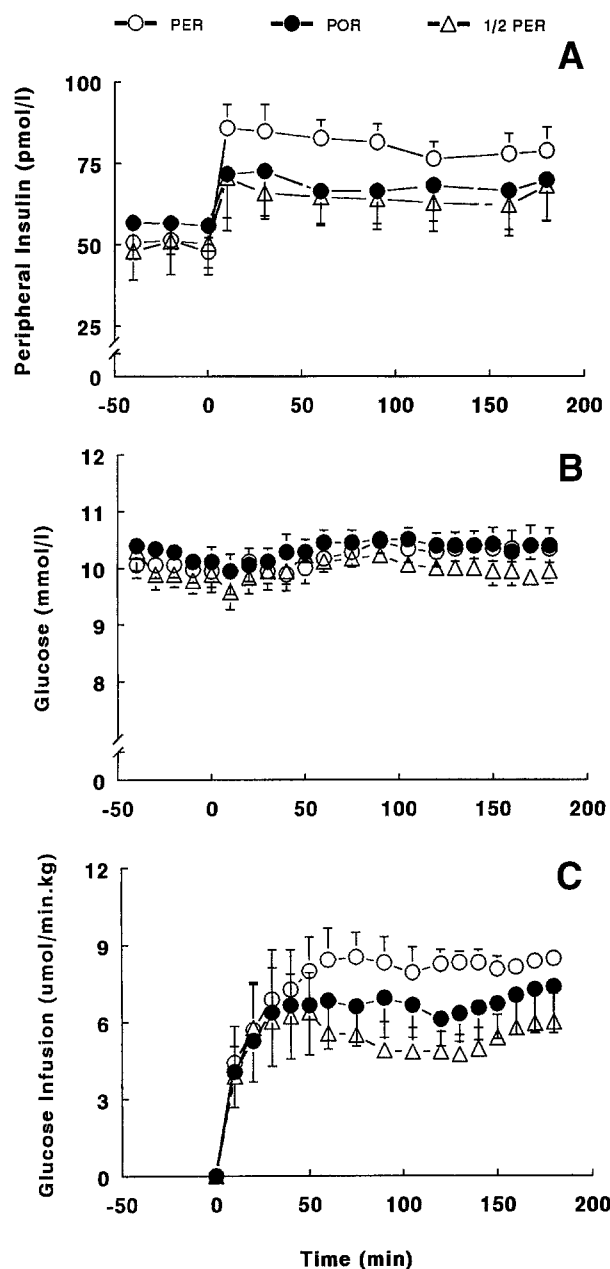 PER POR 1/2 PER
A
Peripheral Insulin (pmol/l)
100
75
50
25
0
-50 0 50 100 150 200
B
Glucose (mmol/l)
12
11
10
9
8
0
-50 0 50 100 150 200
C
Glucose Infusion (umol/min.kg)
12
9
6
3
0
-50 0 50 100 150 200
Time (min)